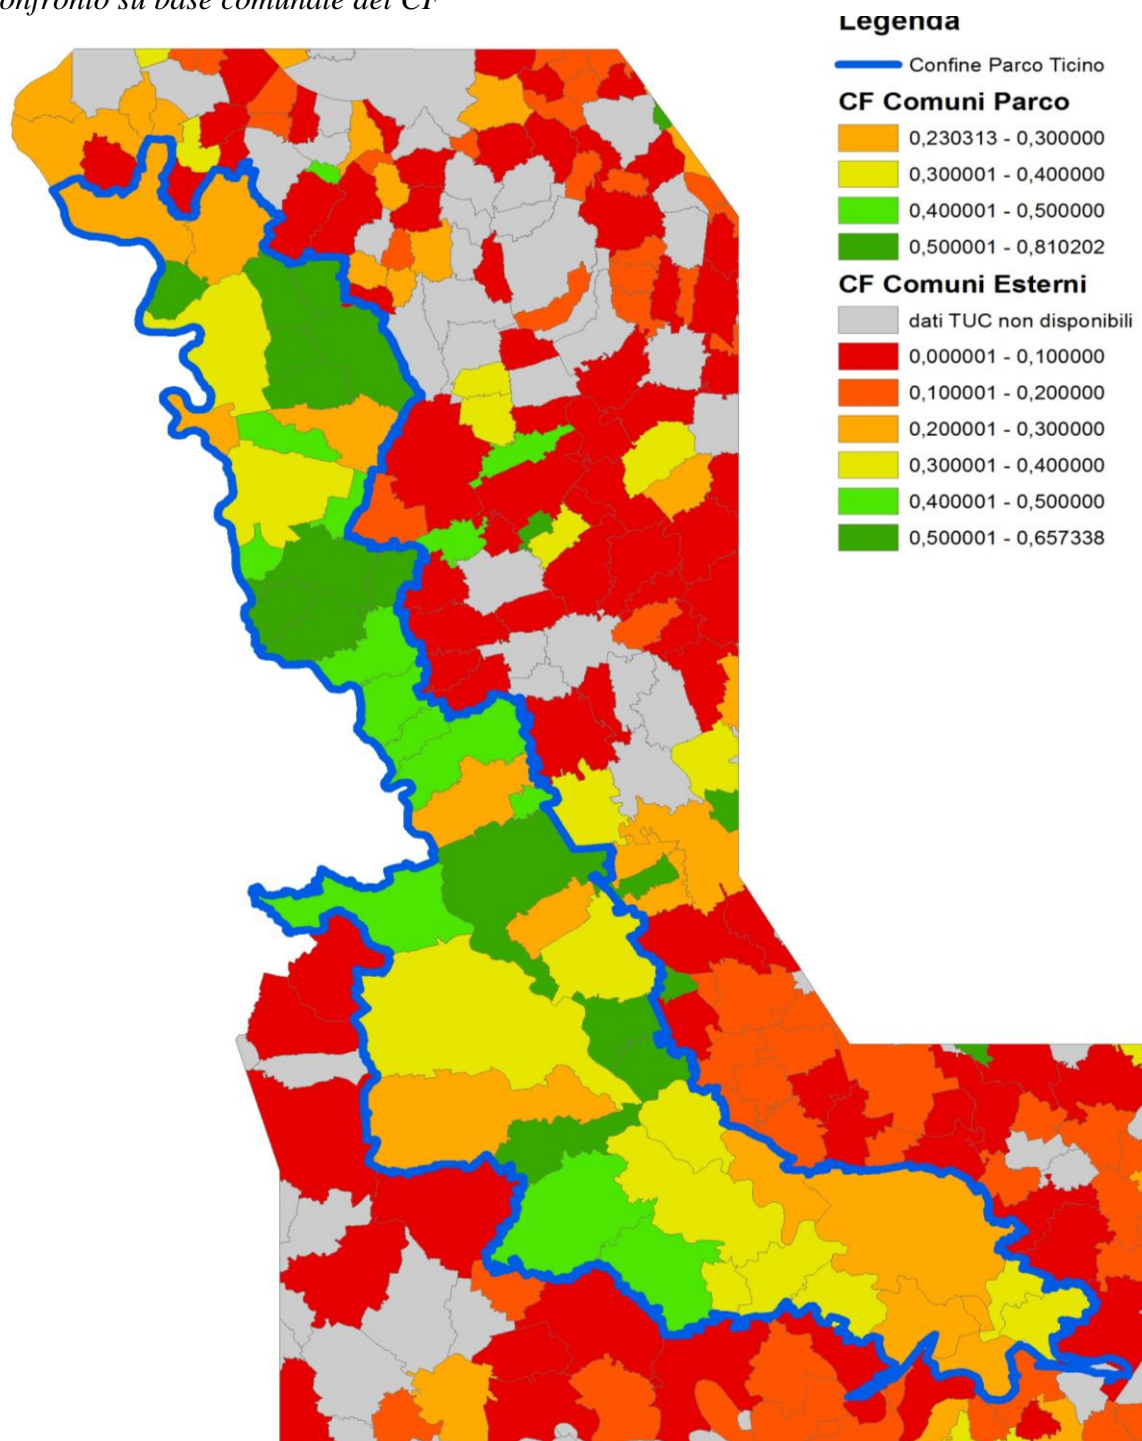 onfronto su base comunale del CF
Legenda
Confine Parco Ticino
CF Comuni Parco
0,230313 - 0,300000
0,300001 - 0,400000
0,400001 - 0,500000
0,500001 - 0,810202
CF Comuni Esterni
dati TUC non disponibili
0,000001 - 0,100000
0,100001 - 0,200000
0,200001 - 0,300000
0,300001 - 0,400000
0,400001 - 0,500000
0,500001 - 0,657338